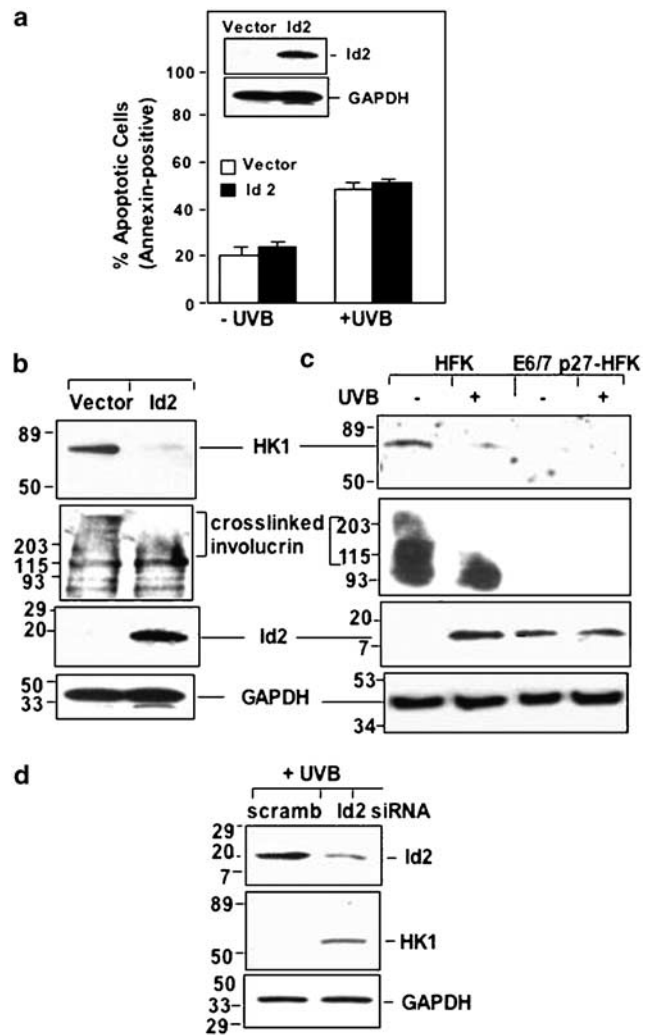 a
Vector Id2
Id2
GAPDH
% Apoptotic Cells
(Annexin-positive)
100
80
60
40
20
0
Vector
Id 2
- UVB +UVB
b
Vector Id2
89
50
HK1
203
115
93
crosslinked
involucrin
29
20
Id2
50
33
GAPDH
c
HFK E6/7 p27-HFK
UVB - + - +
89
50
203
115
93
20
7
53
34
d
+ UVB
scramb Id2 siRNA
29
20
7
Id2
89
50
HK1
50
33
29
GAPDH